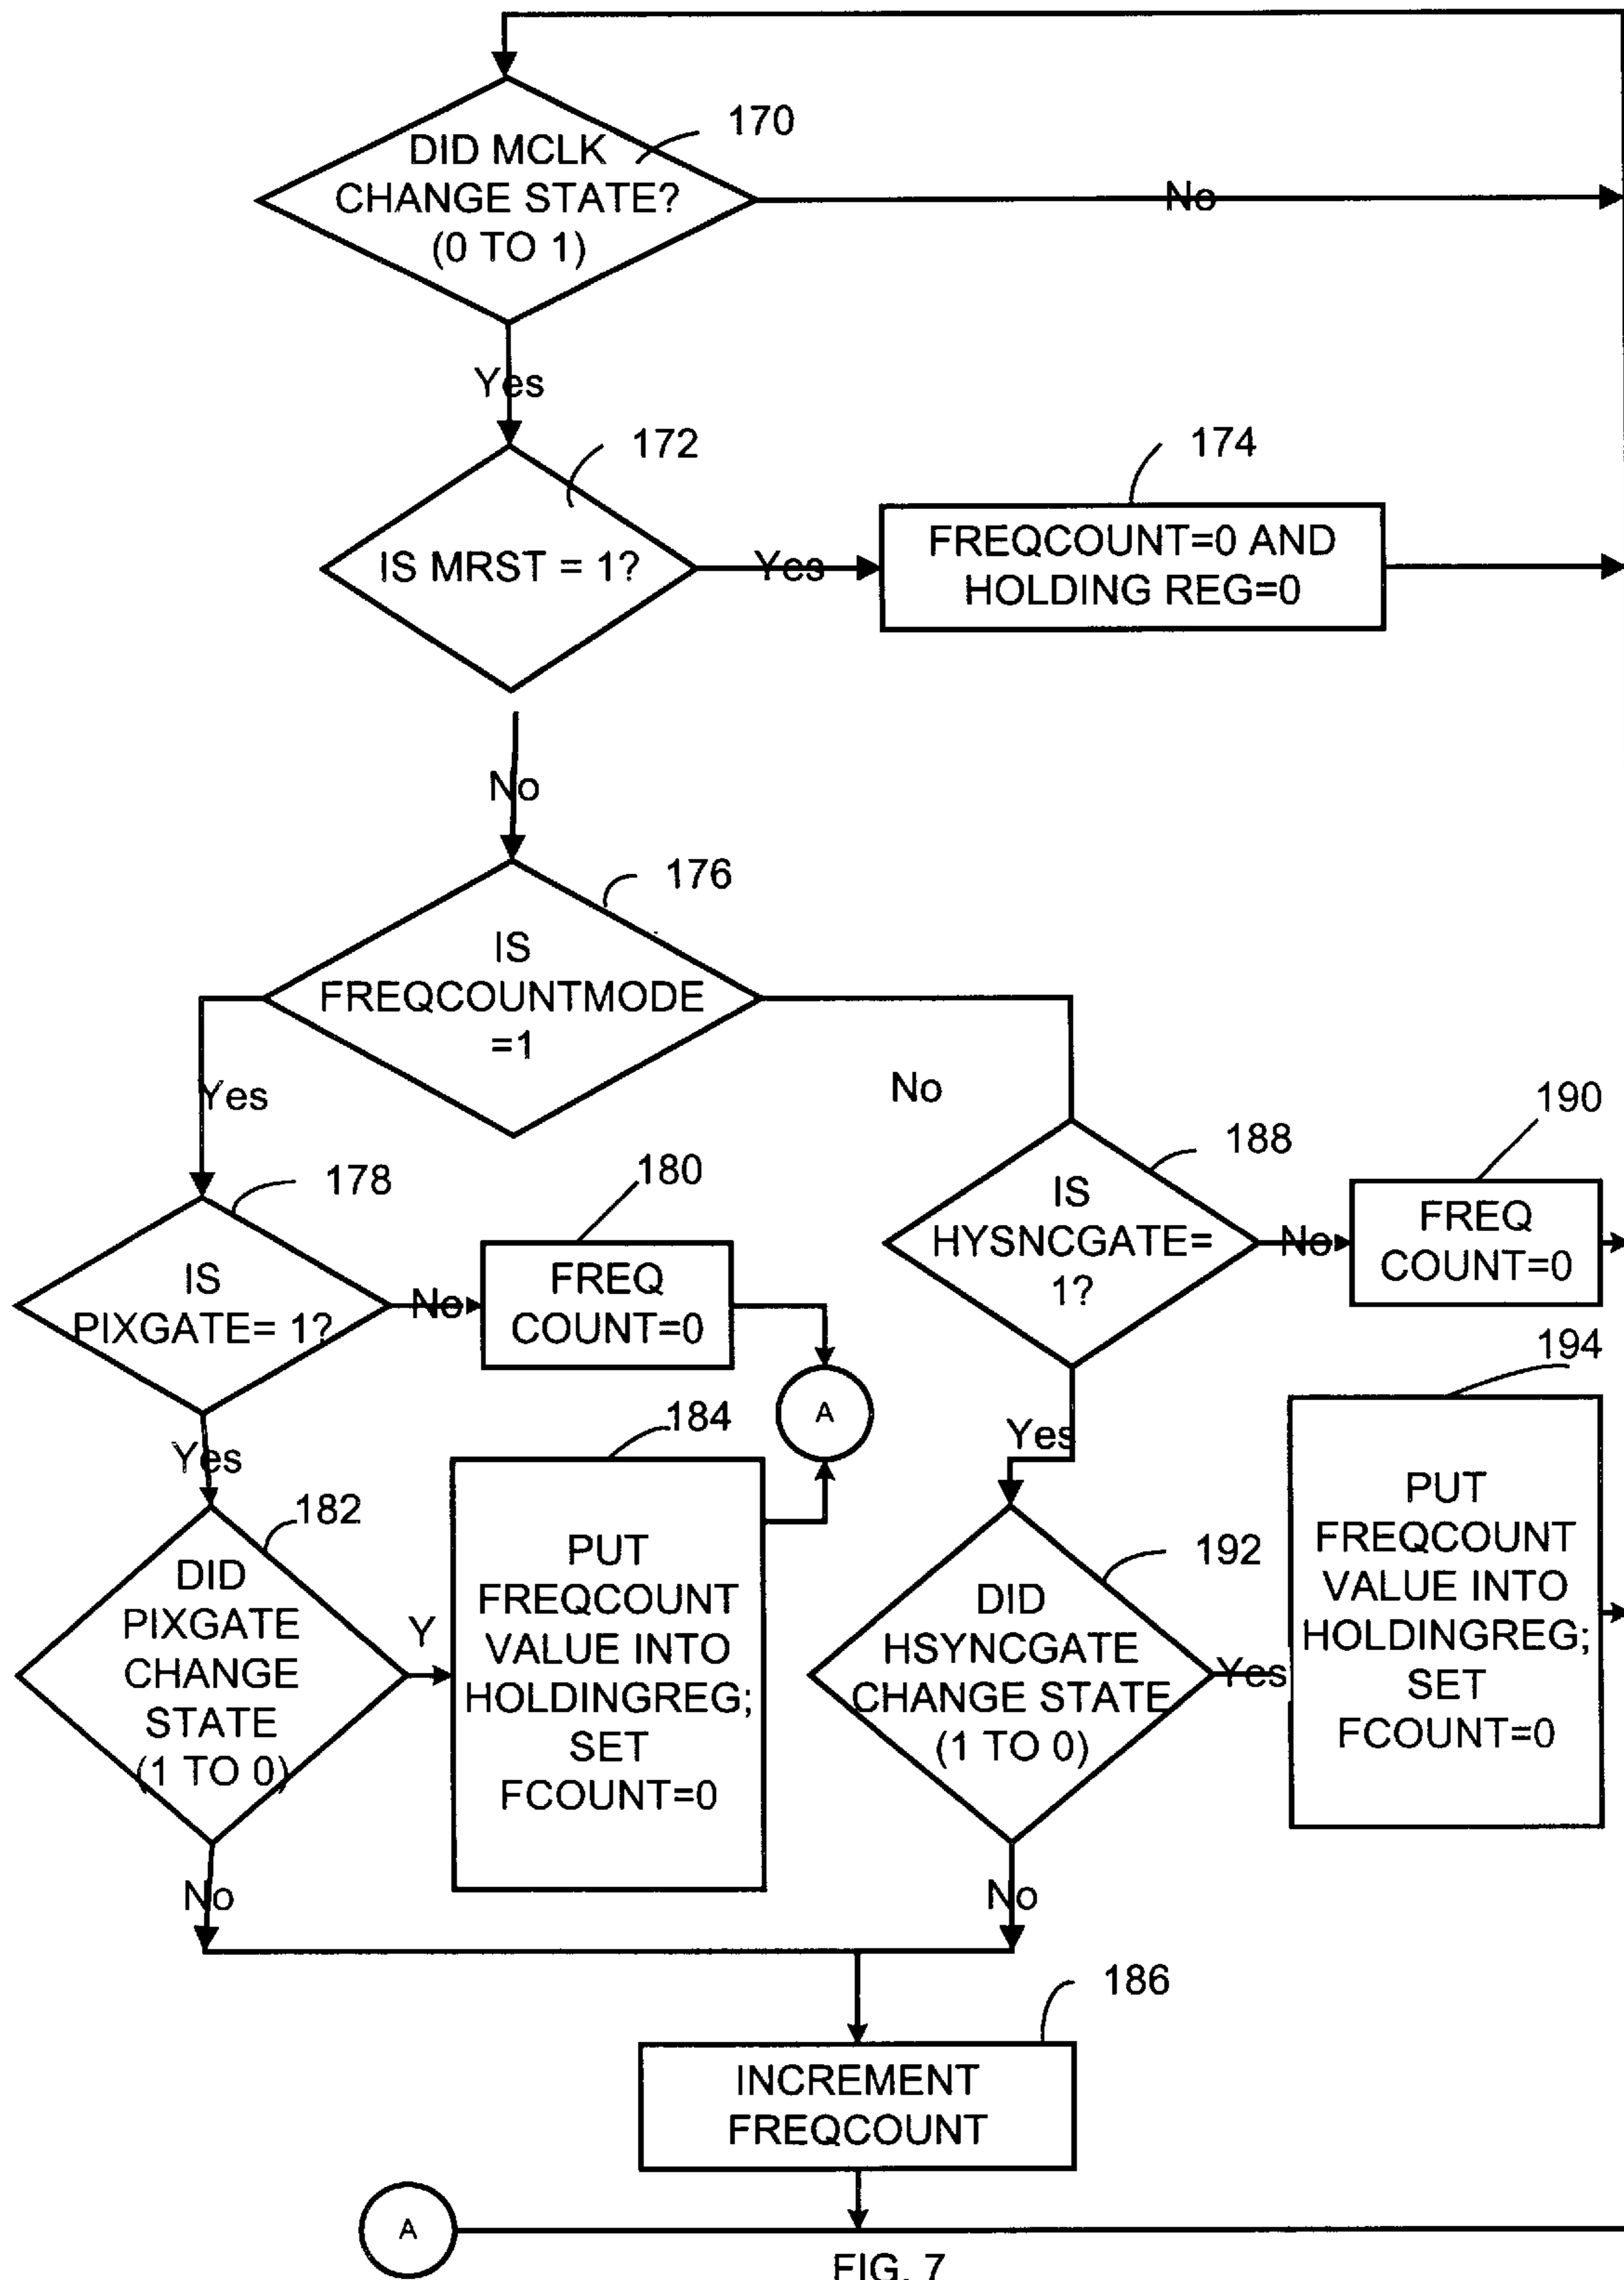 170
DID MCLK
CHANGE STATE?
(0 TO 1)
No
Yes
172
IS MRST = 1?
Yes
174
FREQCOUNT=0 AND
HOLDING REG=0
No
176
IS
FREQCOUNTMODE
=1
Yes
No
178
IS
PIXGATE= 1?
No
180
FREQ
COUNT=0
A
188
IS
HYSNCGATE=
1?
No
190
FREQ
COUNT=0
Yes
182
DID
PIXGATE
CHANGE
STATE
(1 TO 0)
Y
184
PUT
FREQCOUNT
VALUE INTO
HOLDINGREG;
SET
FCOUNT=0
Yes
192
DID
HSYNCGATE
CHANGE STATE
(1 TO 0)
Yes
194
PUT
FREQCOUNT
VALUE INTO
HOLDINGREG;
SET
FCOUNT=0
No
No
186
INCREMENT
FREQCOUNT
A
FIG. 7